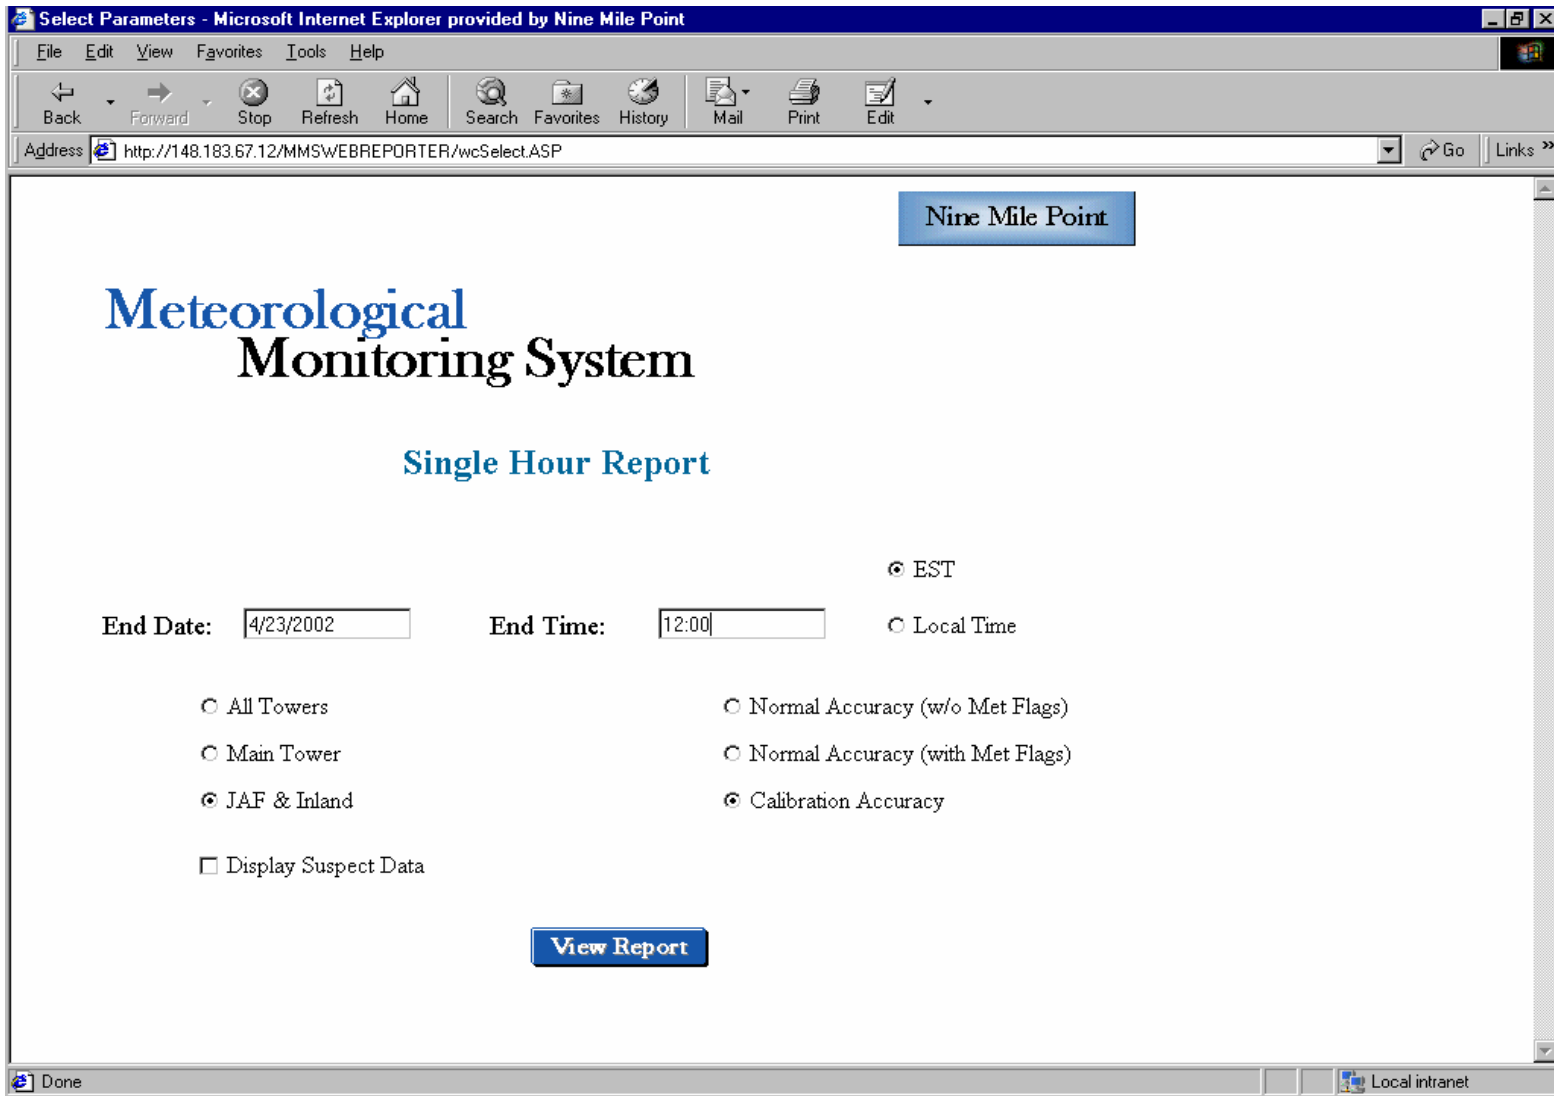 Select Parameters - Microsoft Internet Explorer provided by Nine Mile Point
File Edit View Favorites Tools Help
Back Forward Stop Refresh Home Search Favorites History Mail Print Edit
Address http://148.183.67.12/MMSWEBREPORTER/wcSelect.ASP Go Links »
Nine Mile Point
Meteorological
Monitoring System
Single Hour Report
EST
End Date: 4/23/2002 End Time: 12:00 Local Time
All Towers Normal Accuracy (w/o Met Flags)
Main Tower Normal Accuracy (with Met Flags)
JAF & Inland Calibration Accuracy
Display Suspect Data
View Report
Done Local intranet